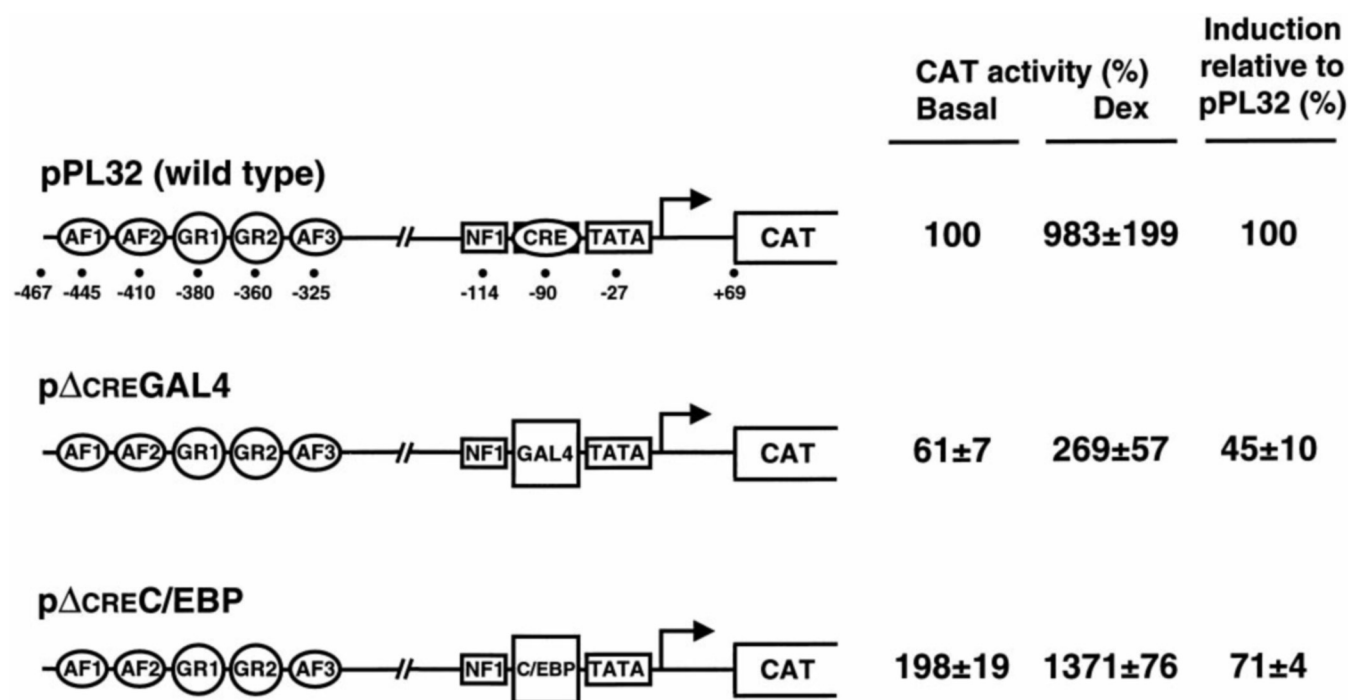 Induction
CAT activity (%) relative to
Basal Dex pPL32 (%)
pPL32 (wild type)
AF1 AF2 GR1 GR2 AF3 // NF1 CRE TATA CAT 100 983±199 100
-467 -445 -410 -380 -360 -325 -114 -90 -27 +69
p∆CREGAL4
AF1 AF2 GR1 GR2 AF3 // NF1 GAL4 TATA CAT 61±7 269±57 45±10
p∆CREC/EBP
AF1 AF2 GR1 GR2 AF3 // NF1 C/EBP TATA CAT 198±19 1371±76 71±4